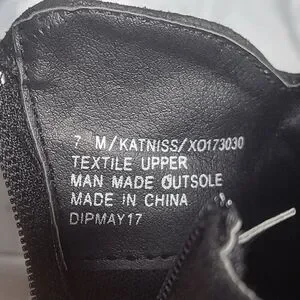 7 M/KATNISS/XO173030
TEXTILE UPPER
MAN MADE OUTSOLE
MADE IN CHINA
DIPMAY17